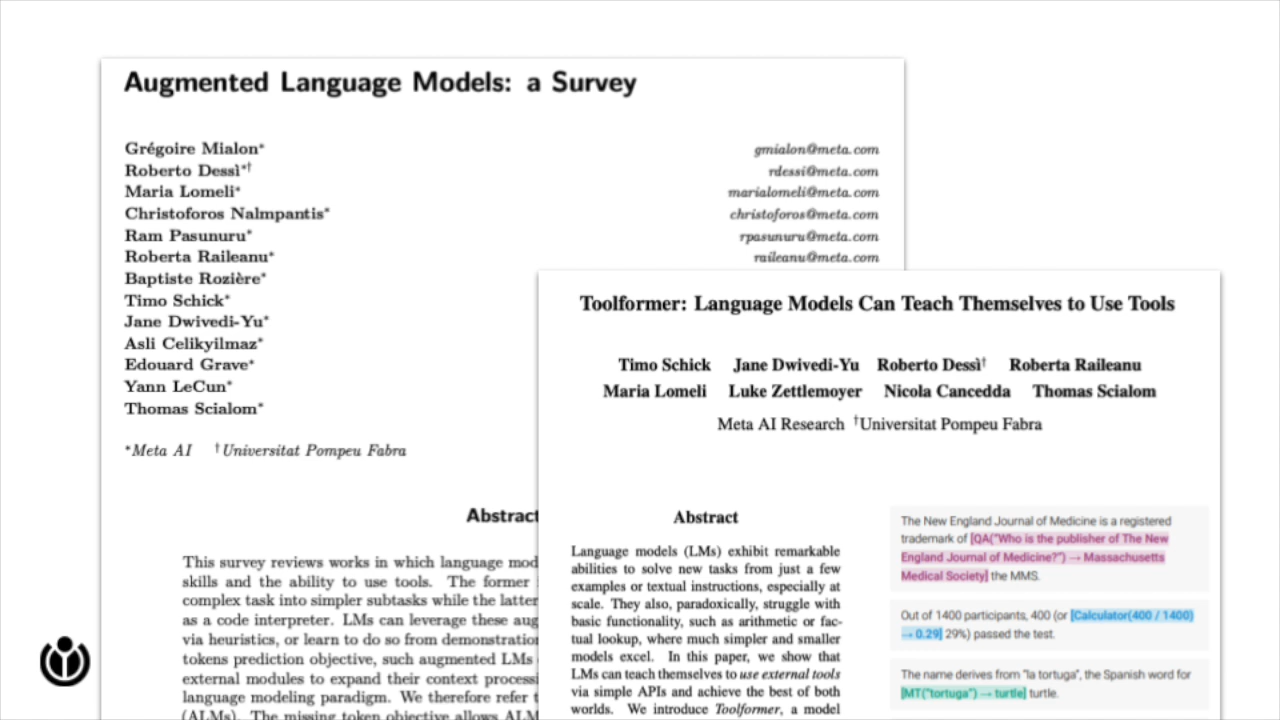 Augmented Language Models: a Survey
Grégoire Mialon* gmialon@meta.com
Roberto Dessì*† rdessi@meta.com
Maria Lomeli* marialomeli@meta.com
Christoforos Nalmpantis* christoforos@meta.com
Ram Pasunuru* rpasunuru@meta.com
Roberta Raileanu* raileanu@meta.com
Baptiste Rozière*
Timo Schick*
Jane Dwivedi-Yu*
Asli Celikyilmaz*
Edouard Grave*
Yann LeCun*
Thomas Scialom*
*Meta AI †Universitat Pompeu Fabra
Abstract
This survey reviews works in which language mod
skills and the ability to use tools. The former
complex task into simpler subtasks while the latter
as a code interpreter. LMs can leverage these aug
via heuristics, or learn to do so from demonstration
tokens prediction objective, such augmented LMs
external modules to expand their context processi
language modeling paradigm. We therefore refer t
(ALMs). The missing token objective allows ALM
Toolformer: Language Models Can Teach Themselves to Use Tools
Timo Schick Jane Dwivedi-Yu Roberto Dessì† Roberta Raileanu
Maria Lomeli Luke Zettlemoyer Nicola Cancedda Thomas Scialom
Meta AI Research †Universitat Pompeu Fabra
Abstract
Language models (LMs) exhibit remarkable
abilities to solve new tasks from just a few
examples or textual instructions, especially at
scale. They also, paradoxically, struggle with
basic functionality, such as arithmetic or fac-
tual lookup, where much simpler and smaller
models excel. In this paper, we show that
LMs can teach themselves to use external tools
via simple APIs and achieve the best of both
worlds. We introduce Toolformer, a model
The New England Journal of Medicine is a registered
trademark of [QA("Who is the publisher of The New
England Journal of Medicine?") → Massachusetts
Medical Society] the MMS.
Out of 1400 participants, 400 (or [Calculator(400 / 1400)
→ 0.29] 29%) passed the test.
The name derives from "la tortuga", the Spanish word for
[MT("tortuga") → turtle] turtle.